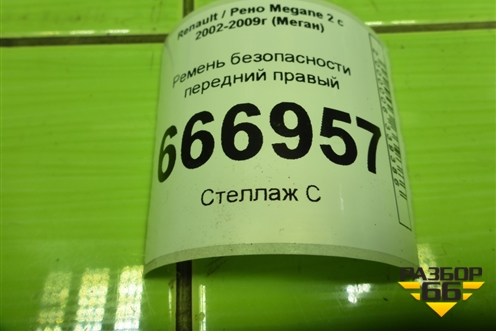 Renault / Рено Megane 2 с
2002-2009г (Меган)
Ремень безопасности
передний правый
666957
Стеллаж С
РАЗБОР
66